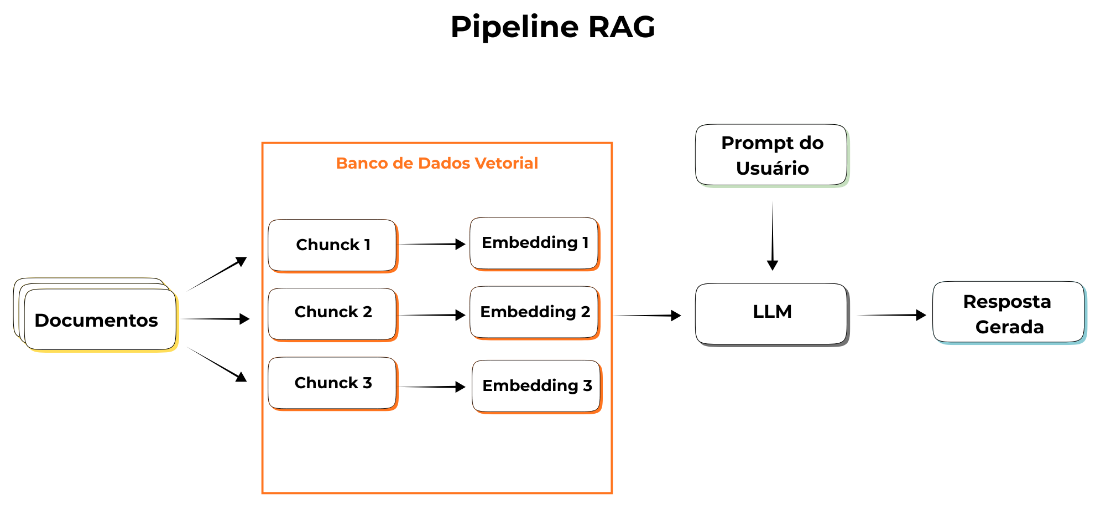 Pipeline RAG
Banco de Dados Vetorial
Prompt do
Usuário
Chunck 1
Embedding 1
Chunck 2
Embedding 2
Chunck 3
Embedding 3
Documentos
LLM
Resposta
Gerada